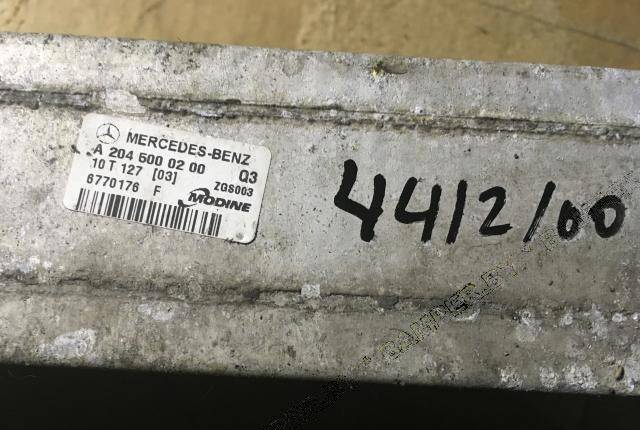 MERCEDES-BENZ
A 204 500 02 00 Q3
10 T 127 [03] ZGS003
6770176 F MODINE
4412/00